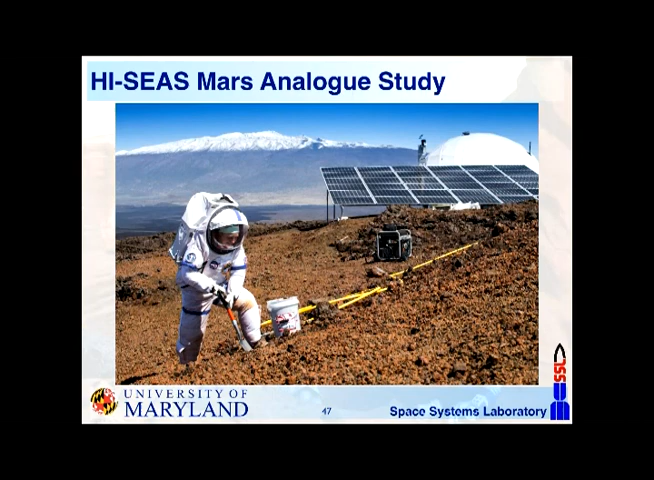 HI-SEAS Mars Analogue Study
UNIVERSITY OF
MARYLAND
47
Space Systems Laboratory
SSL